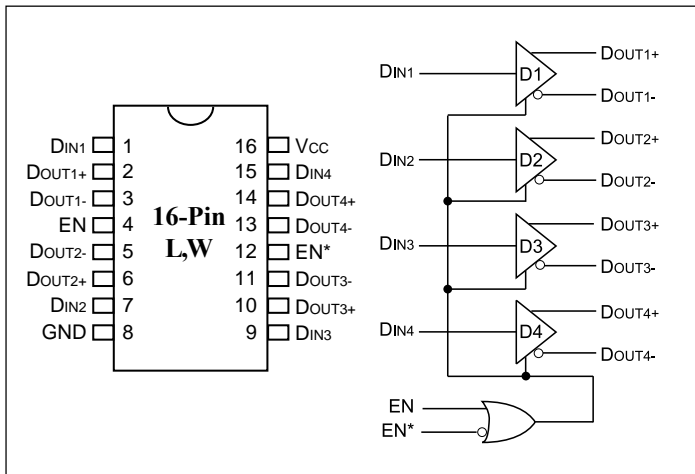 DIN1 1 16 VCC
DOUT1+ 2 15 DIN4
DOUT1- 3 14 DOUT4+
EN 4 13 DOUT4-
DOUT2- 5 12 EN*
DOUT2+ 6 11 DOUT3-
DIN2 7 10 DOUT3+
GND 8 9 DIN3
16-Pin
L,W
DIN1 D1 DOUT1+
DOUT1-
DIN2 D2 DOUT2+
DOUT2-
DIN3 D3 DOUT3+
DOUT3-
DIN4 D4 DOUT4+
DOUT4-
EN
EN*